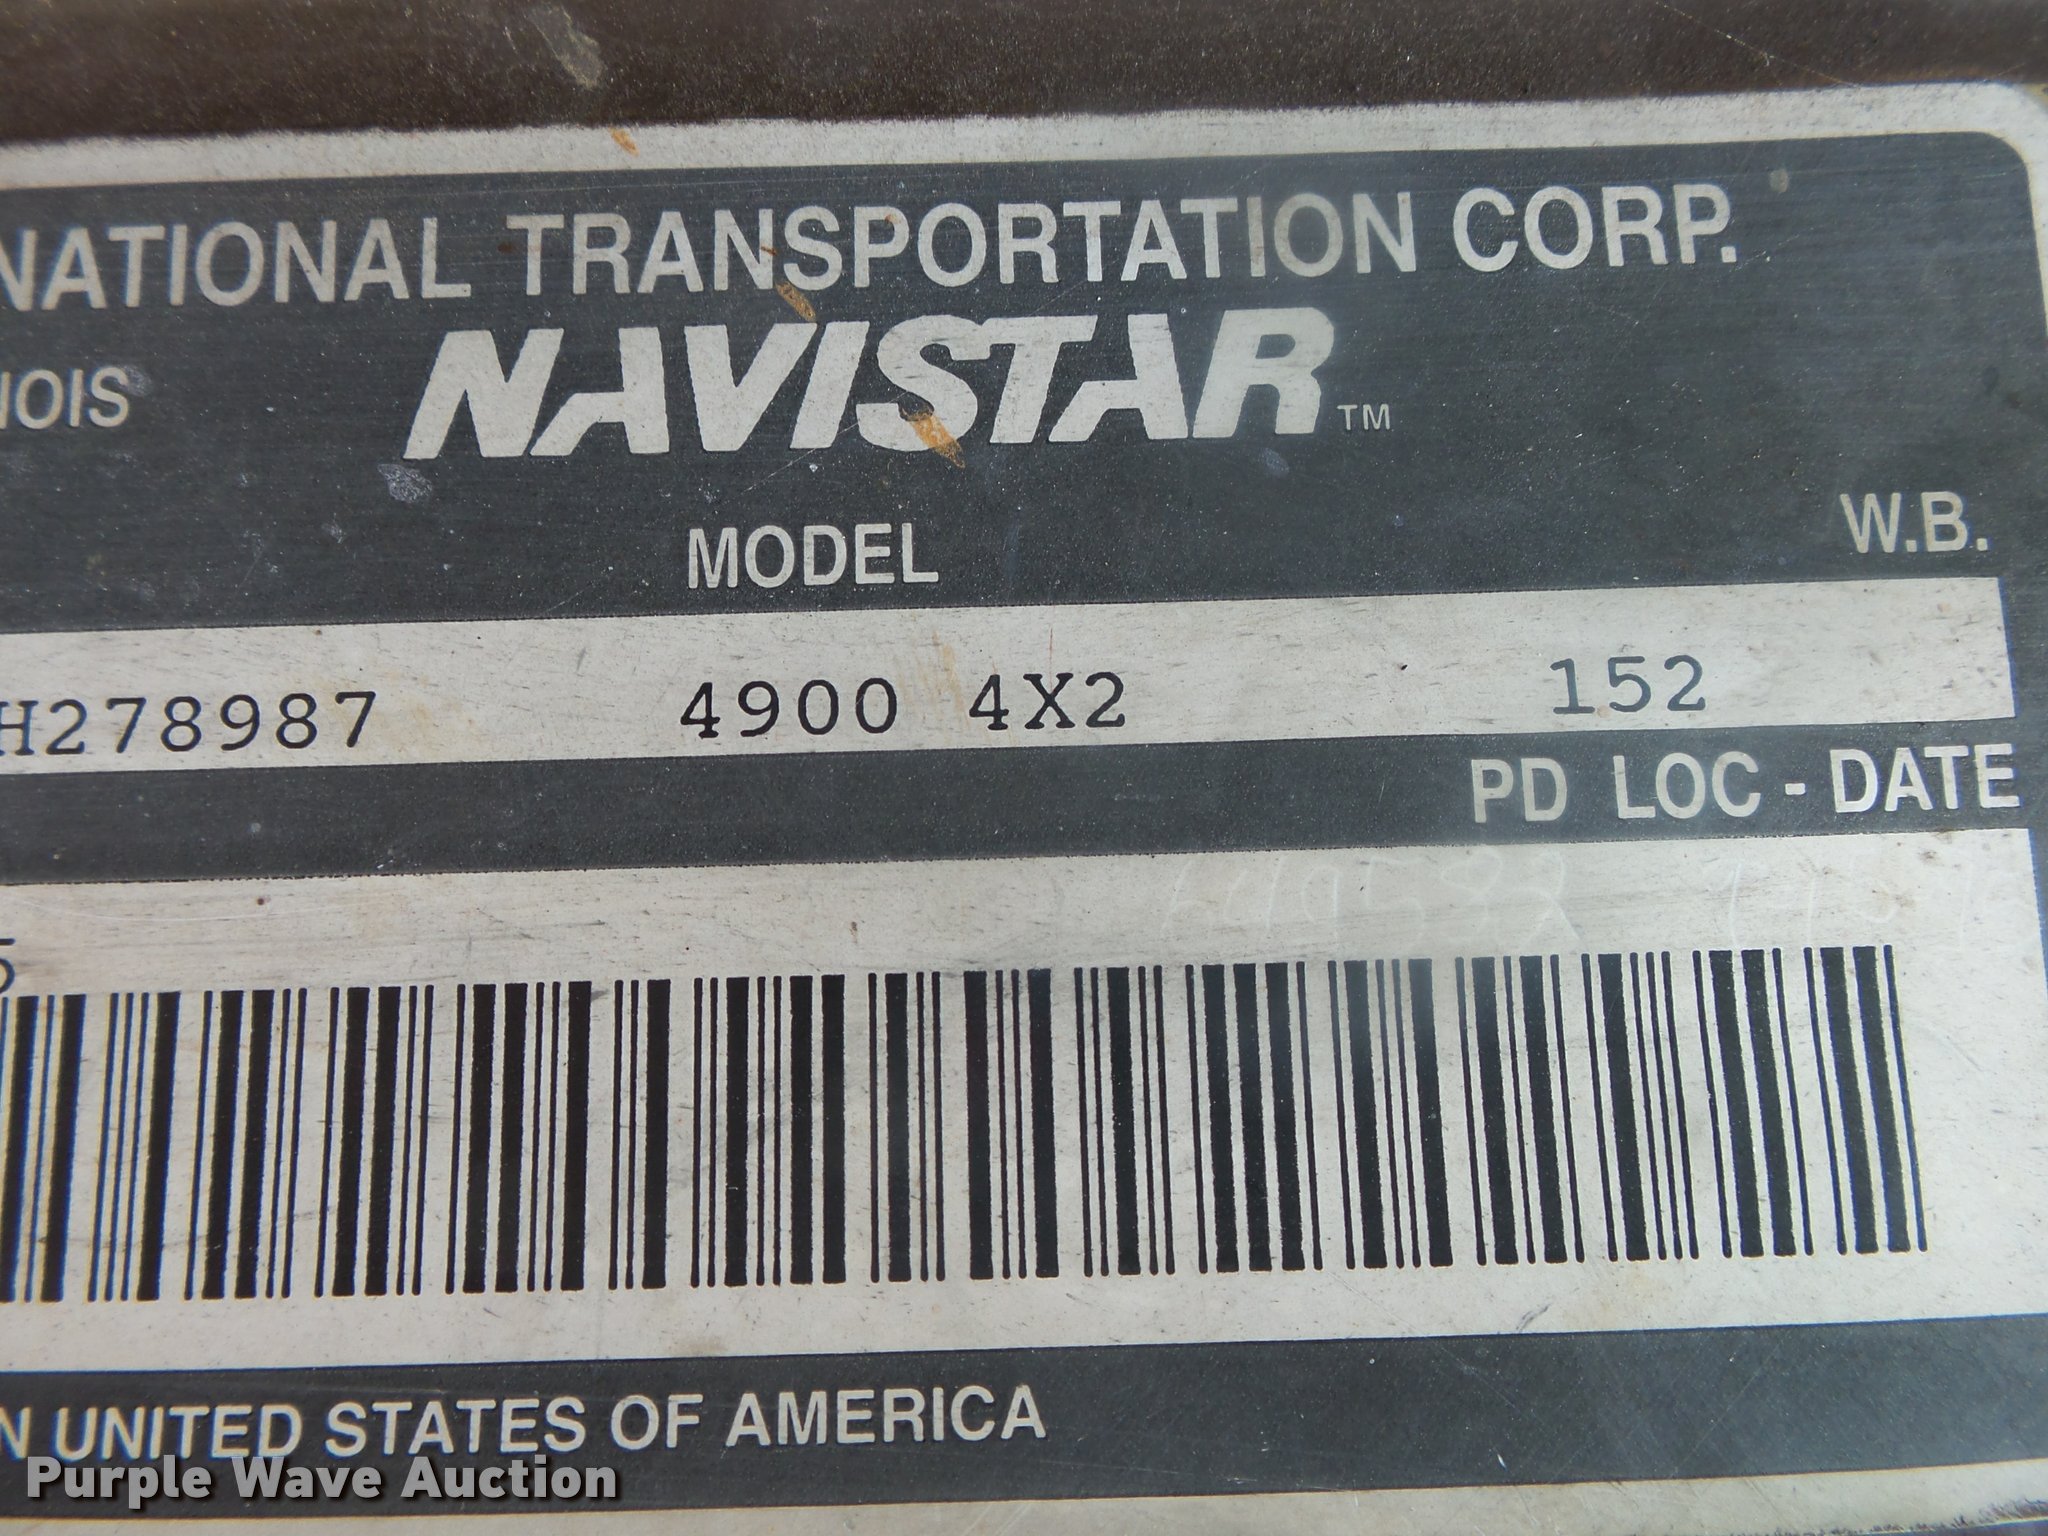 NATIONAL TRANSPORTATION CORP.
NOIS NAVISTAR™
MODEL W.B.
H278987 4900 4X2 152
PD LOC - DATE
5
N UNITED STATES OF AMERICA
Purple Wave Auction